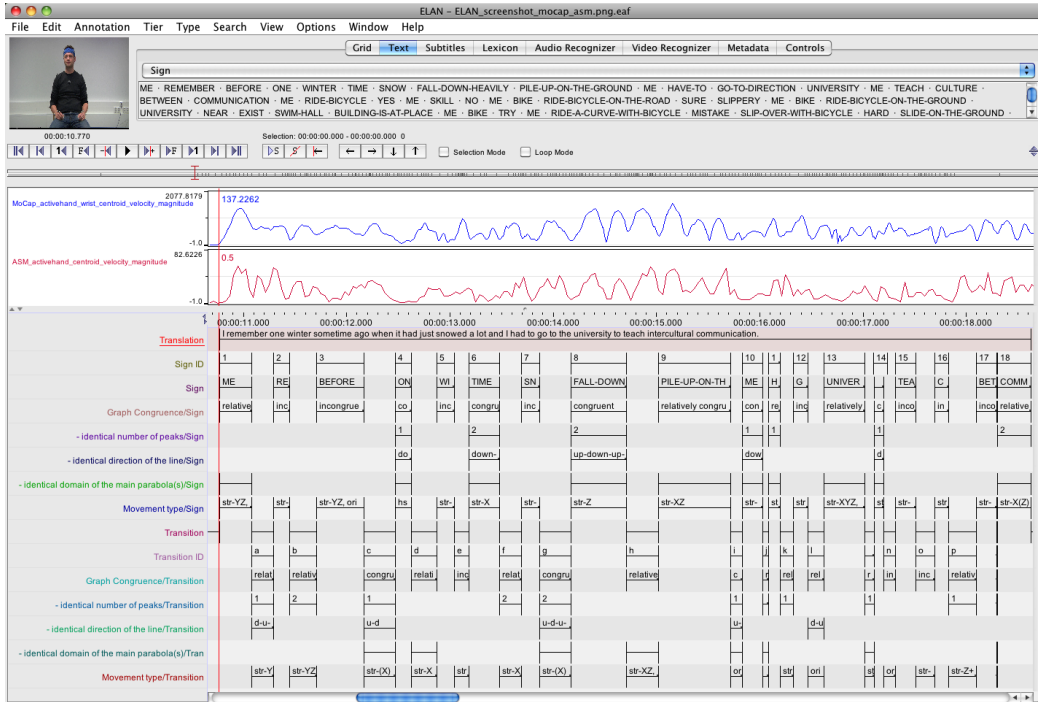 ELAN – ELAN_screenshot_mocap_asm.png.eaf
File Edit Annotation Tier Type Search View Options Window Help
Grid Text Subtitles Lexicon Audio Recognizer Video Recognizer Metadata Controls
Sign
ME · REMEMBER · BEFORE · ONE · WINTER · TIME · SNOW · FALL-DOWN-HEAVILY · PILE-UP-ON-THE-GROUND · ME · HAVE-TO · GO-TO-DIRECTION · UNIVERSITY · ME · TEACH · CULTURE ·
BETWEEN · COMMUNICATION · ME · RIDE-BICYCLE · YES · ME · SKILL · NO · ME · BIKE · RIDE-BICYCLE-ON-THE-ROAD · SURE · SLIPPERY · ME · BIKE · RIDE-BICYCLE-ON-THE-GROUND ·
UNIVERSITY · NEAR · EXIST · SWIM-HALL · BUILDING-IS-AT-PLACE · ME · BIKE · TRY · ME · RIDE-A-CURVE-WITH-BICYCLE · MISTAKE · SLIP-OVER-WITH-BICYCLE · HARD · SLIDE-ON-THE-GROUND ·
00:00:10.770 Selection: 00:00:00.000 - 00:00:00.000 0
Selection Mode Loop Mode
2077.8179 137.2262
MoCap_activehand_wrist_centroid_velocity_magnitude
-1.0
82.6226 0.5
ASM_activehand_centroid_velocity_magnitude
-1.0
00:00:11.000 00:00:12.000 00:00:13.000 00:00:14.000 00:00:15.000 00:00:16.000 00:00:17.000 00:00:18.000
Translation I remember one winter sometime ago when it had just snowed a lot and I had to go to the university to teach intercultural communication.
Sign ID 1 2 3 4 5 6 7 8 9 10 1 12 13 14 15 16 17 18
Sign ME RE BEFORE ON WI TIME SN FALL-DOWN PILE-UP-ON-TH ME H G UNIVER TEA C BET COMM
Graph Congruence/Sign relative inc incongrue co inc congru inc congruent relatively congru con re inc relatively c inco in inco relative
- identical number of peaks/Sign 1 2 2 1 1 1 2
- identical direction of the line/Sign do down- up-down-up- dow d
- identical domain of the main parabola(s)/Sign
Movement type/Sign str-YZ, str- str-YZ, ori hs str- str-X str- str-Z str-XZ str- st str str-XYZ, st str- str str- str-X(Z)
Transition
Transition ID a b c d e f g h i j k l n o p
Graph Congruence/Transition relat relativ congru relati inc relat congru relative c r rel rel r in inc relativ
- identical number of peaks/Transition 1 2 1 2 2 1 1 1 1
- identical direction of the line/Transition d-u- u-d u-d-u- u- d-u
- identical domain of the main parabola(s)/Tran
Movement type/Transition str-Y str-YZ str-(X) str-X str str-X str-(X) str-XZ, or str ori st or str- str-Z+